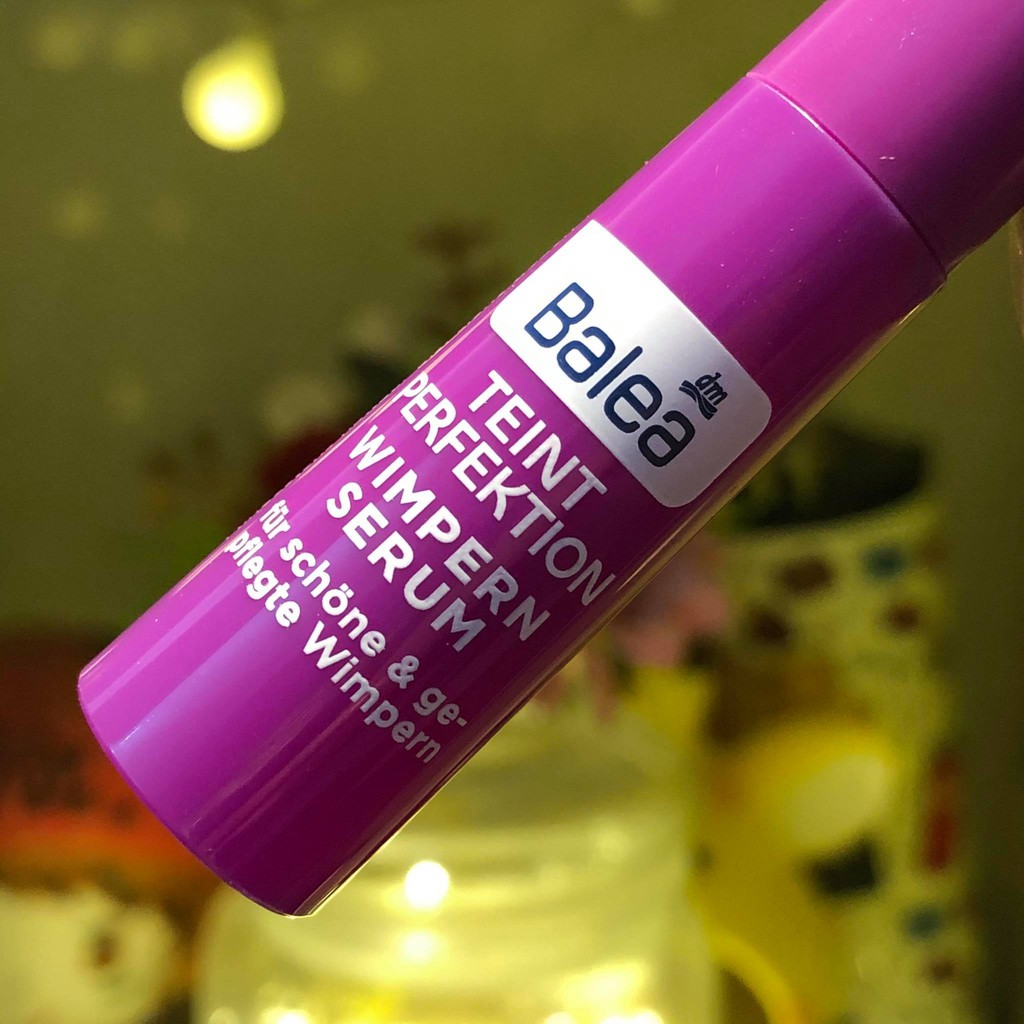 Balea
dm
TEINT
PERFEKTION
WIMPERN
SERUM
für schöne & ge-
pflegte Wimpern